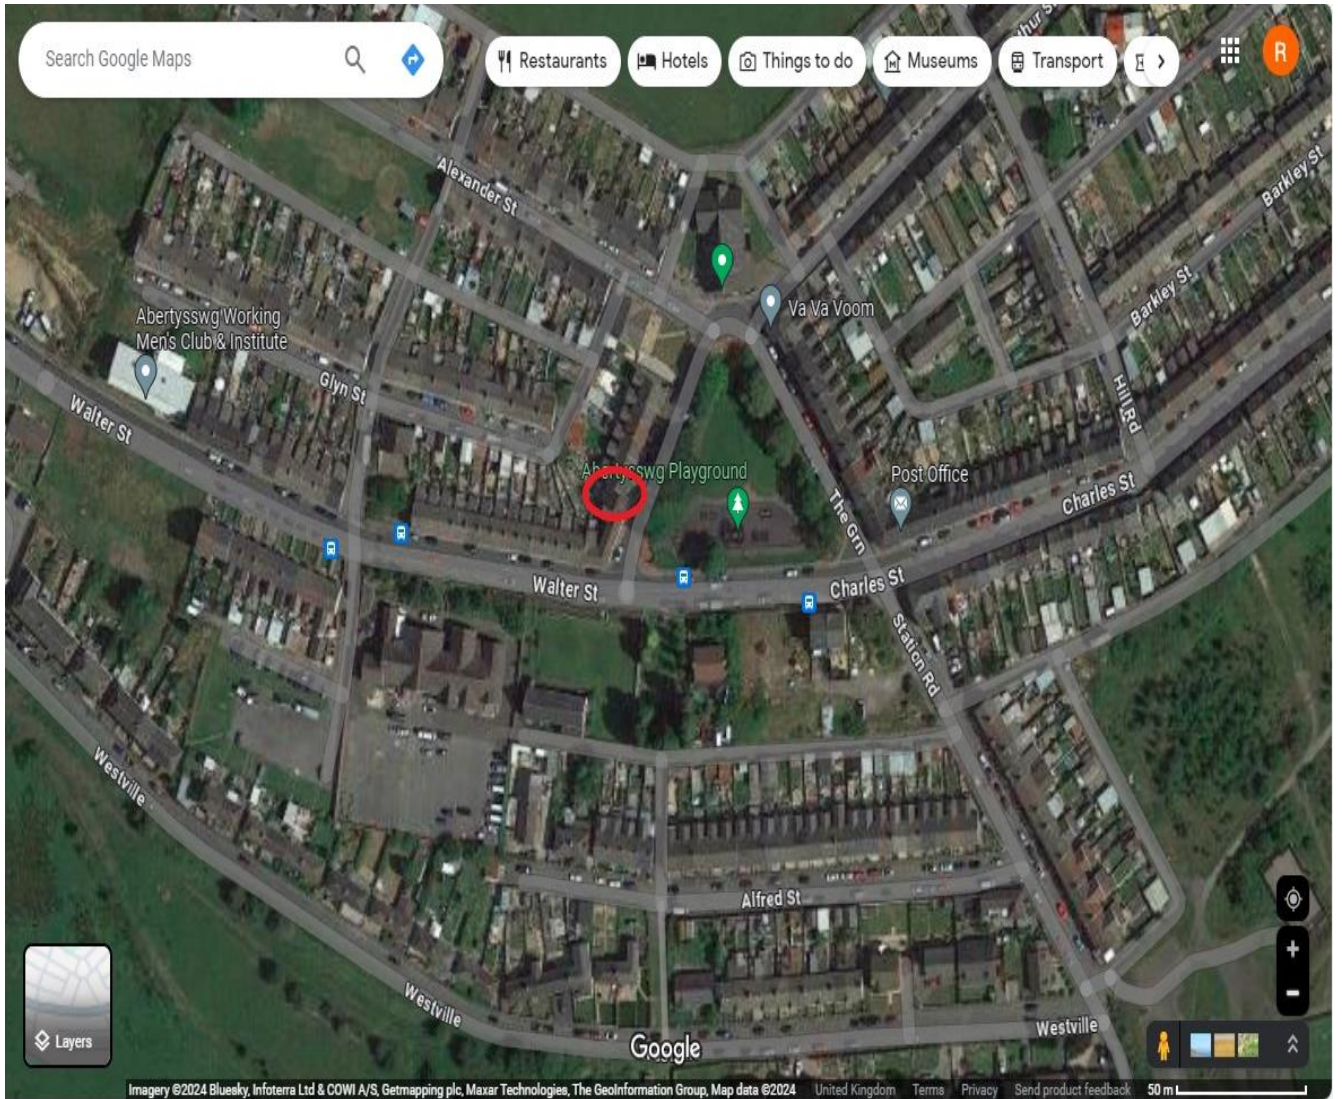 Search Google Maps
Restaurants
Hotels
Things to do
Museums
Transport
R
Alexander St
Barkley St
Barkley St
Va Va Voom
Abertysswg Working
Men's Club & Institute
Glyn St
Hill Rd
Walter St
Abertysswg Playground
Post Office
Charles St
The Grn
Walter St
Charles St
Station Rd
Westville
Alfred St
Westville
Westville
Layers
Google
Imagery ©2024 Bluesky, Infoterra Ltd & COWI A/S, Getmapping plc, Maxar Technologies, The GeoInformation Group, Map data ©2024 United Kingdom Terms Privacy Send product feedback 50 m